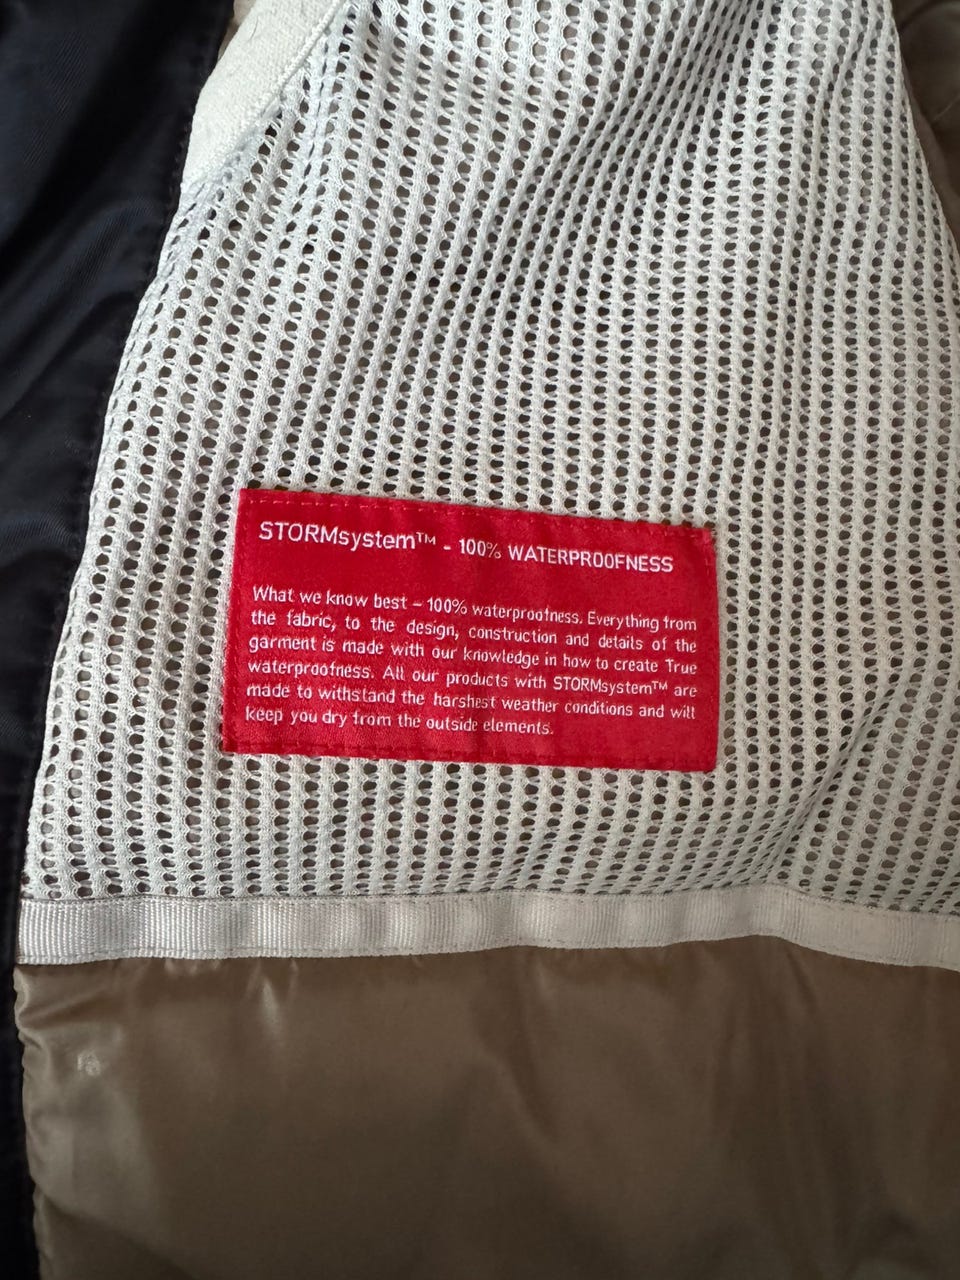 STORMsystem™ - 100% WATERPROOFNESS
What we know best – 100% waterproofness. Everything from
the fabric, to the design, construction and details of the
garment is made with our knowledge in how to create True
waterproofness. All our products with STORMsystem™ are
made to withstand the harshest weather conditions and will
keep you dry from the outside elements.